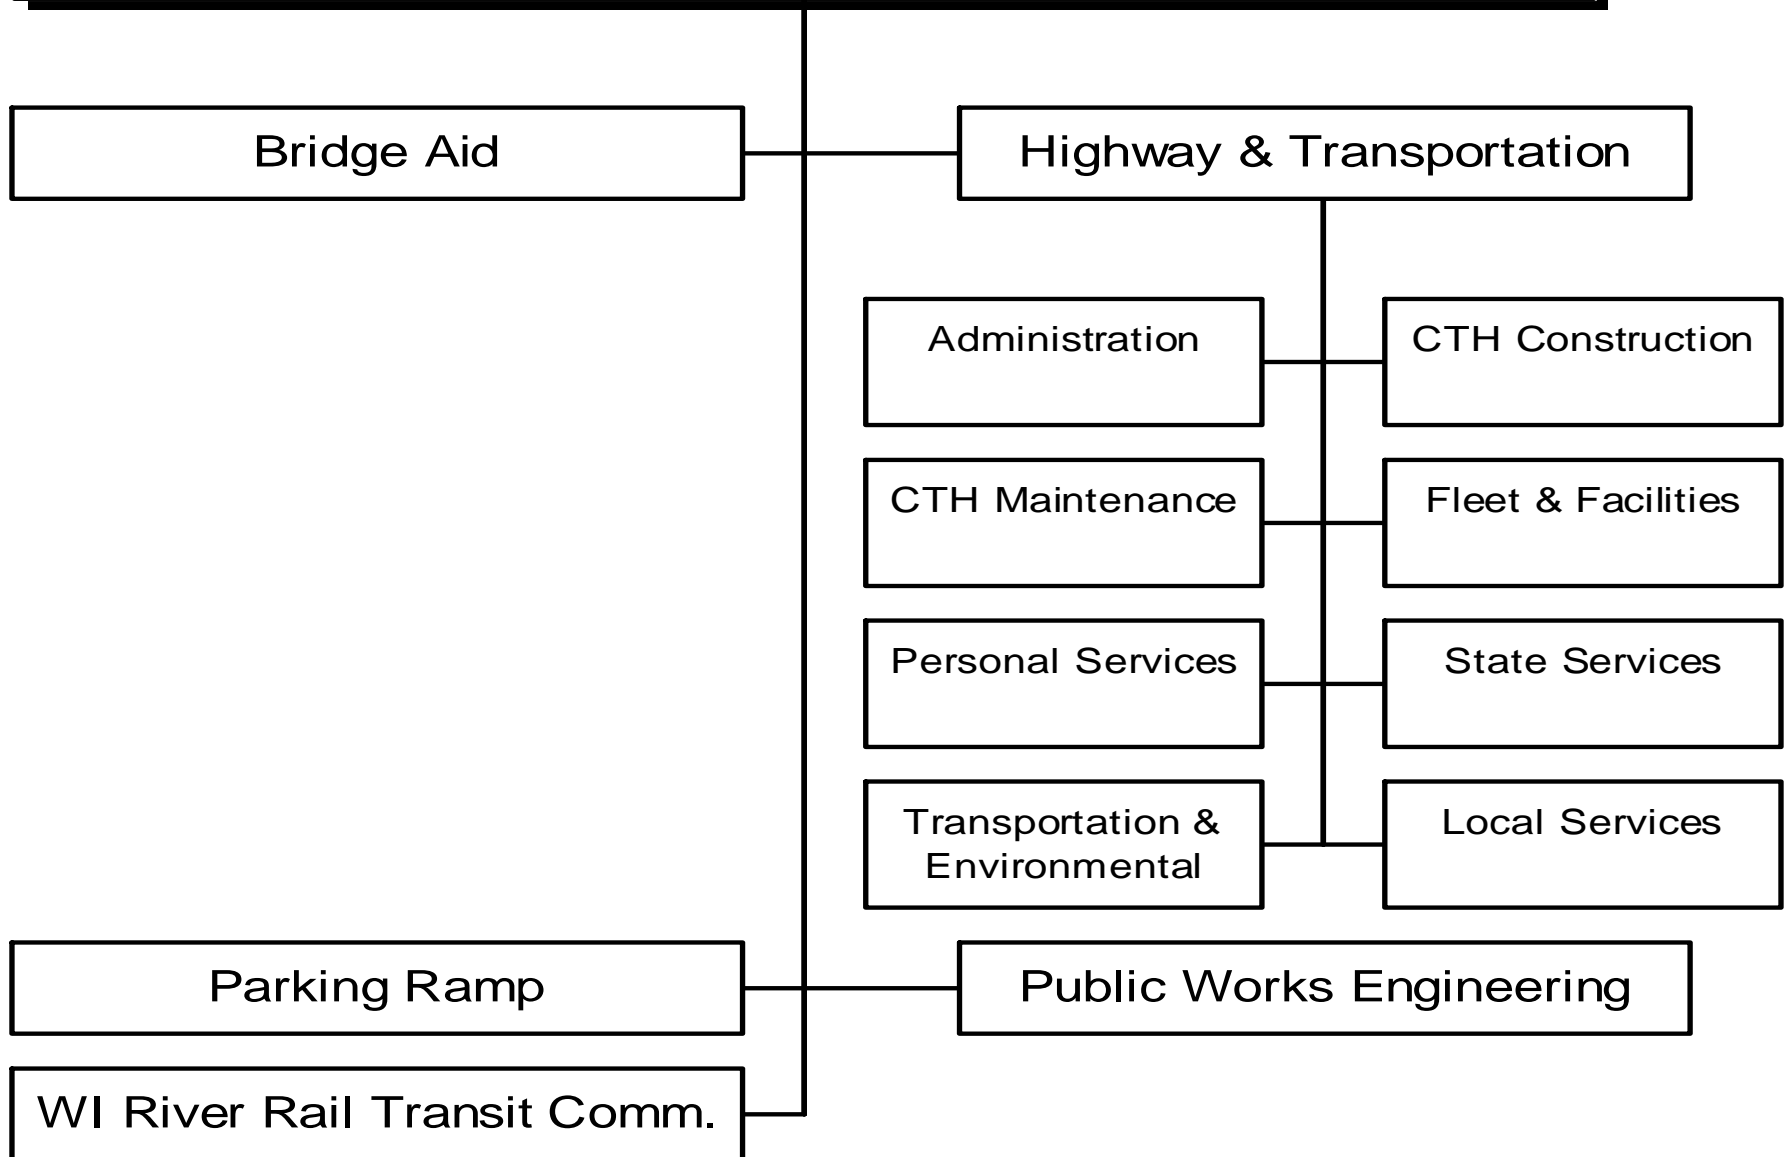 Bridge Aid
Highway & Transportation
Administration
CTH Construction
CTH Maintenance
Fleet & Facilities
Personal Services
State Services
Transportation &
Environmental
Local Services
Parking Ramp
Public Works Engineering
WI River Rail Transit Comm.